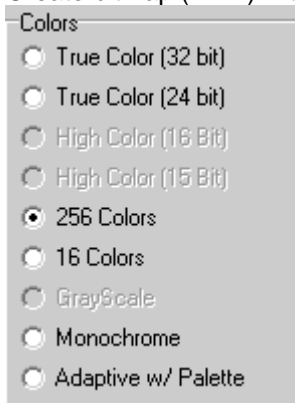 Colors
True Color (32 bit)
True Color (24 bit)
High Color (16 Bit)
High Color (15 Bit)
256 Colors
16 Colors
GrayScale
Monochrome
Adaptive w/ Palette